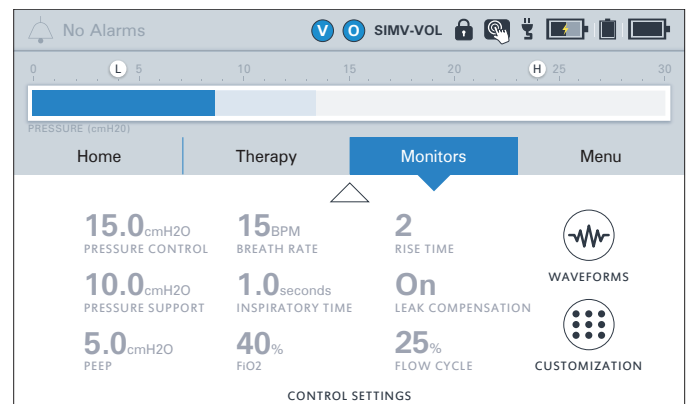 No Alarms V O SIMV-VOL
0 L 5 10 15 20 H 25 30
PRESSURE (cmH20)
Home Therapy Monitors Menu
15.0cmH2O 15BPM 2
PRESSURE CONTROL BREATH RATE RISE TIME
10.0cmH2O 1.0seconds On WAVEFORMS
PRESSURE SUPPORT INSPIRATORY TIME LEAK COMPENSATION
5.0cmH2O 40% 25%
PEEP FiO2 FLOW CYCLE CUSTOMIZATION
CONTROL SETTINGS